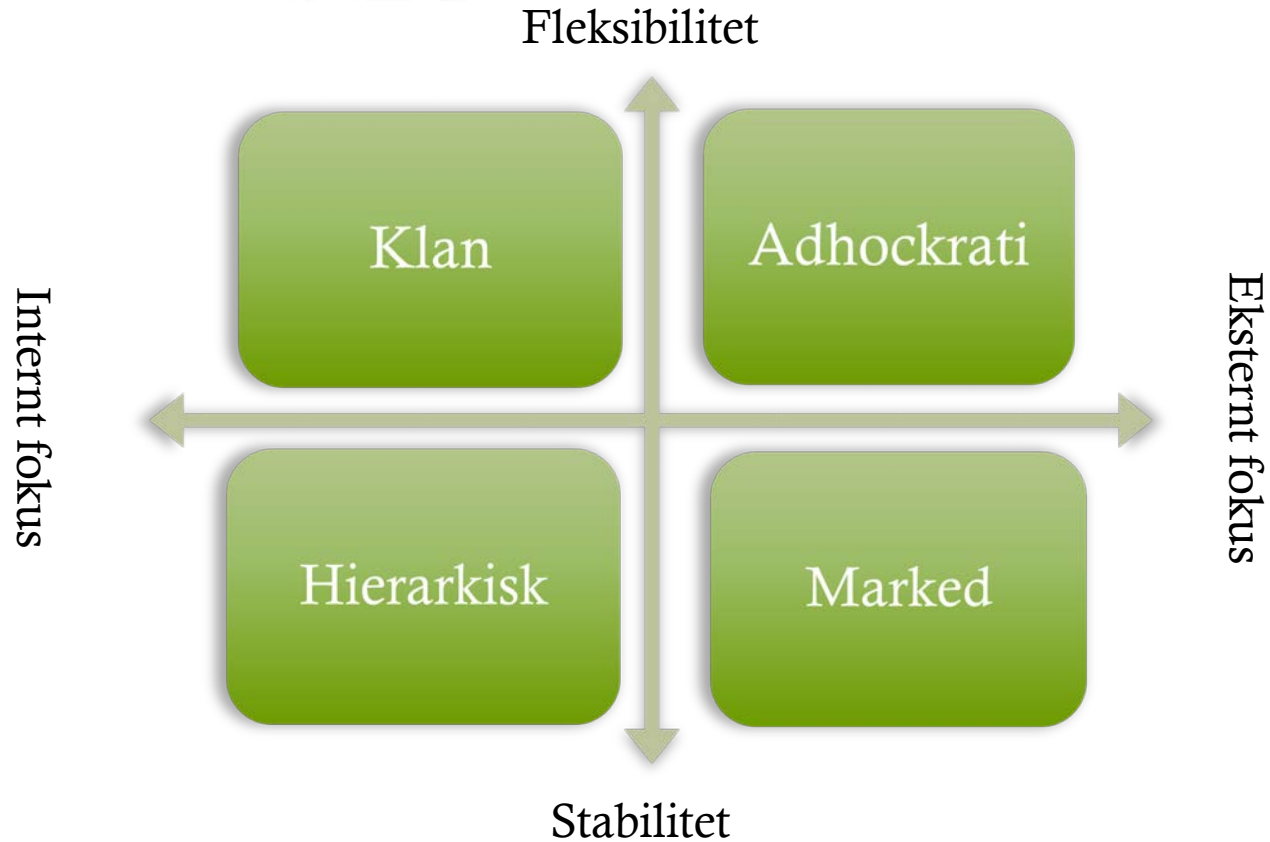 Fleksibilitet
Klan
Adhockrati
Internt fokus
Eksternt fokus
Hierarkisk
Marked
Stabilitet